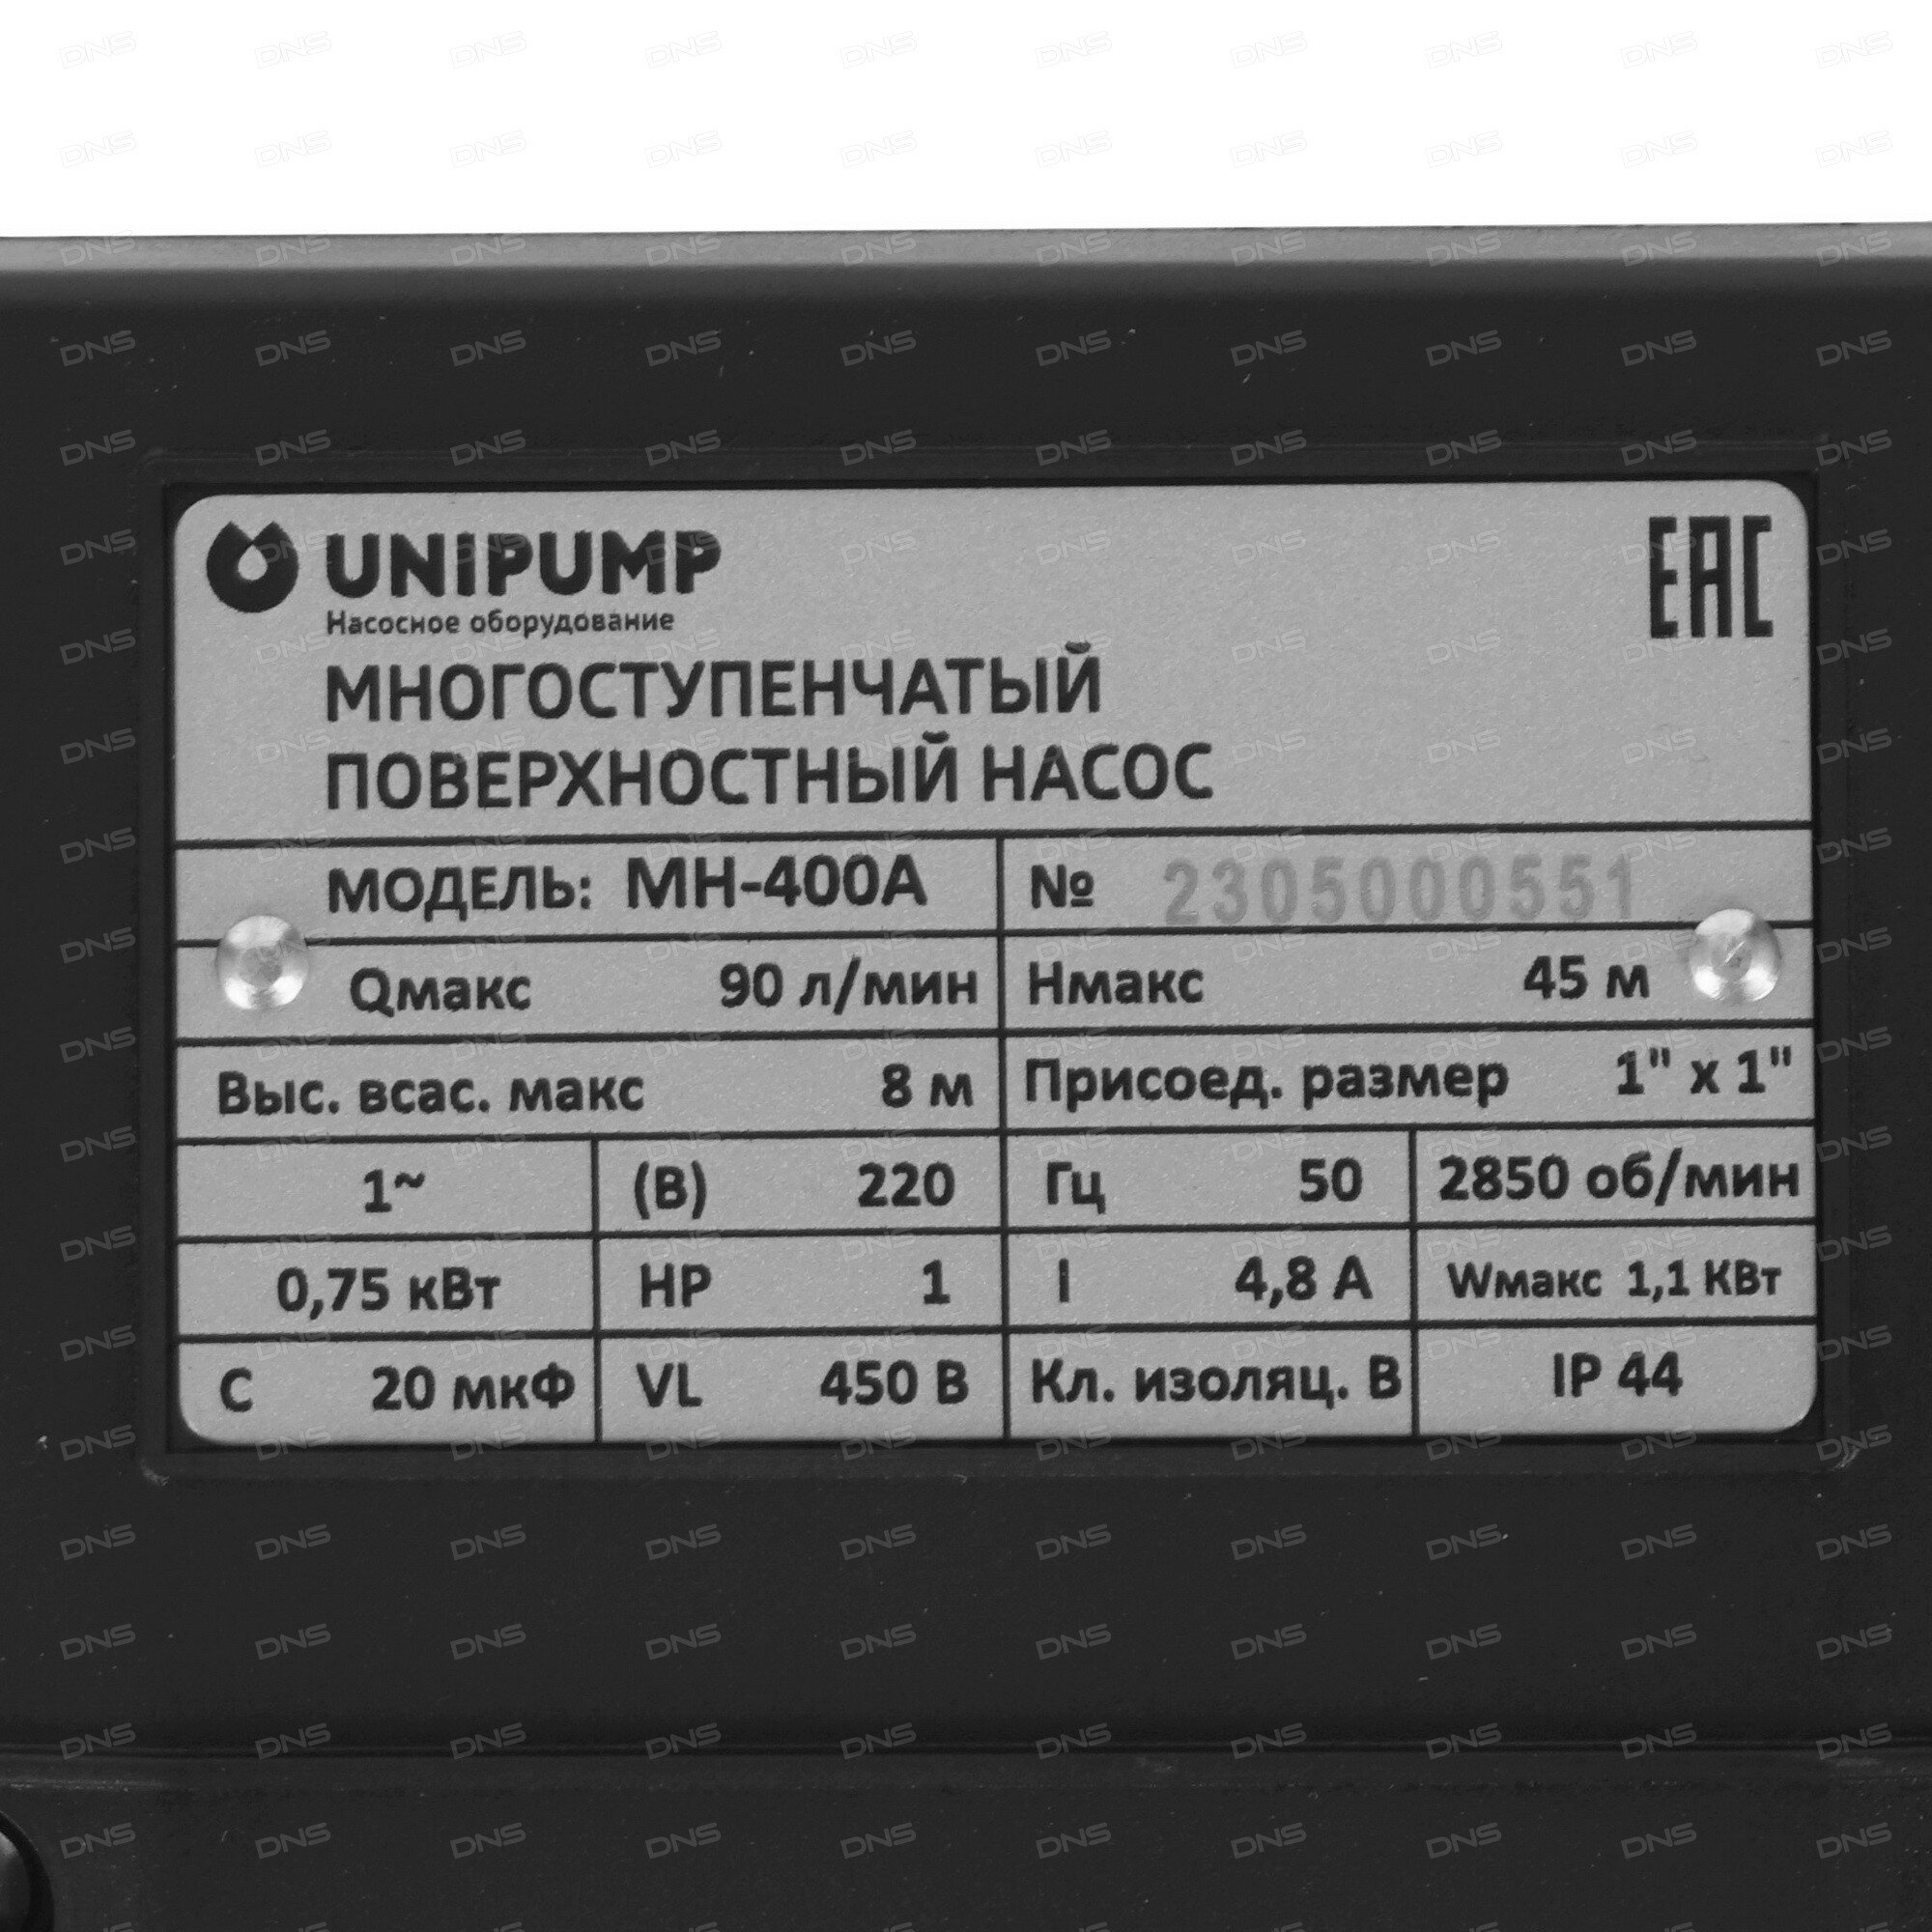 UNIPUMP
EAC
Насосное оборудование
МНОГОСТУПЕНЧАТЫЙ
ПОВЕРХНОСТНЫЙ НАСОС
МОДЕЛЬ: МН-400А № 2305000551
Qмакс 90 л/мин Нмакс 45 м
Выс. всас. макс 8 м Присоед. размер 1" x 1"
1~ (В) 220 Гц 50 2850 об/мин
0,75 кВт HP 1 I 4,8 А Wмакс 1,1 КВт
C 20 мкФ VL 450 В Кл. изоляц. В IP 44
DNS